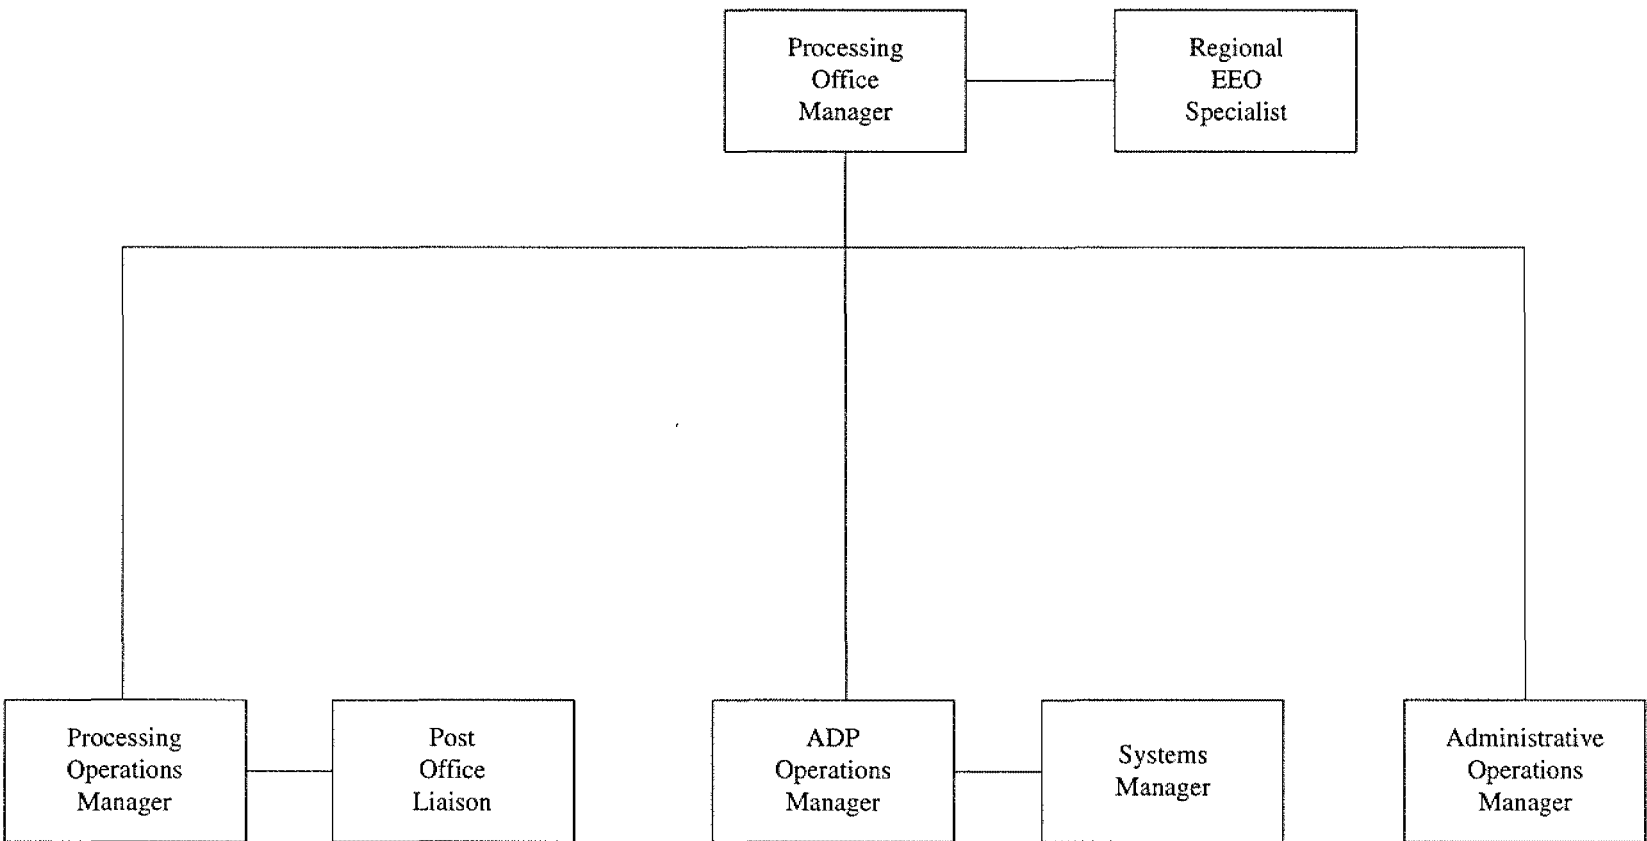 Processing
Office
Manager
Regional
EEO
Specialist
Processing
Operations
Manager
Post
Office
Liaison
ADP
Operations
Manager
Systems
Manager
Administrative
Operations
Manager